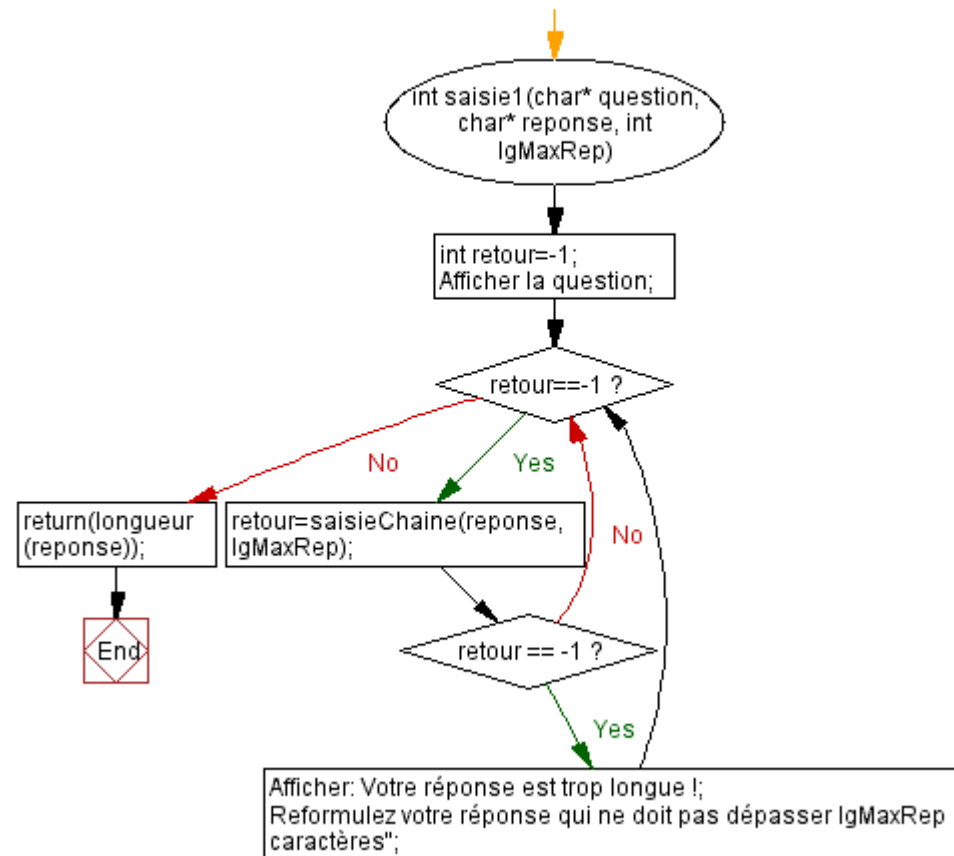 int saisie1(char* question,
char* reponse, int
lgMaxRep)
int retour=-1;
Afficher la question;
retour==-1 ?
No
Yes
return(longueur
(reponse));
retour=saisieChaine(reponse,
lgMaxRep);
No
End
retour == -1 ?
Yes
Afficher: Votre réponse est trop longue !;
Reformulez votre réponse qui ne doit pas dépasser lgMaxRep
caractères";